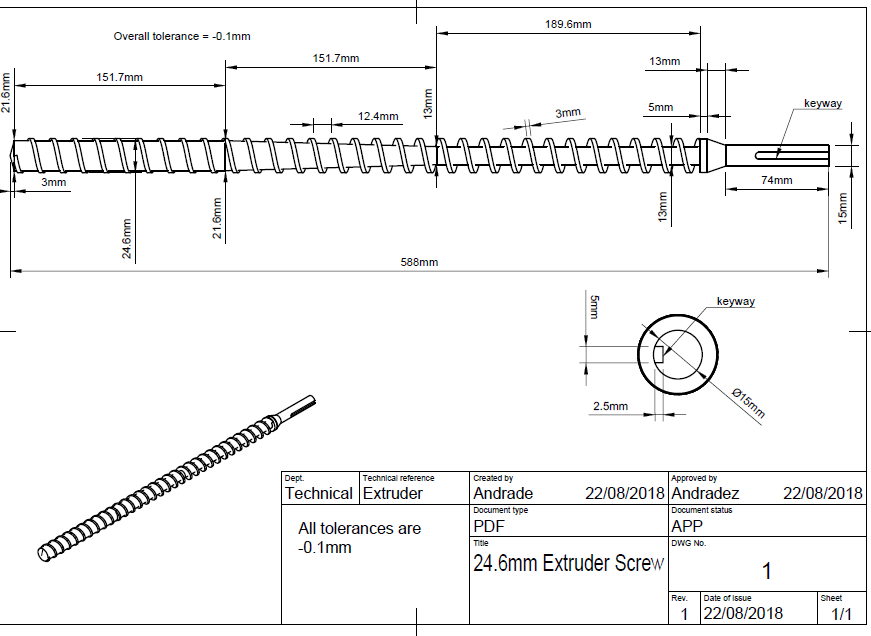 189.6mm
Overall tolerance = -0.1mm
151.7mm
13mm
151.7mm
21.6mm
13mm
5mm
keyway
12.4mm
3mm
3mm
74mm
24.6mm
21.6mm
13mm
15mm
588mm
5mm
keyway
2.5mm
Ø15mm
Dept.
Technical reference
Created by
Approved by
Technical
Extruder
Andrade
22/08/2018
Andradez
22/08/2018
Document type
Document status
All tolerances are
-0.1mm
PDF
APP
Title
DWG No.
24.6mm Extruder Screw
1
Rev.
Date of issue
Sheet
1
22/08/2018
1/1